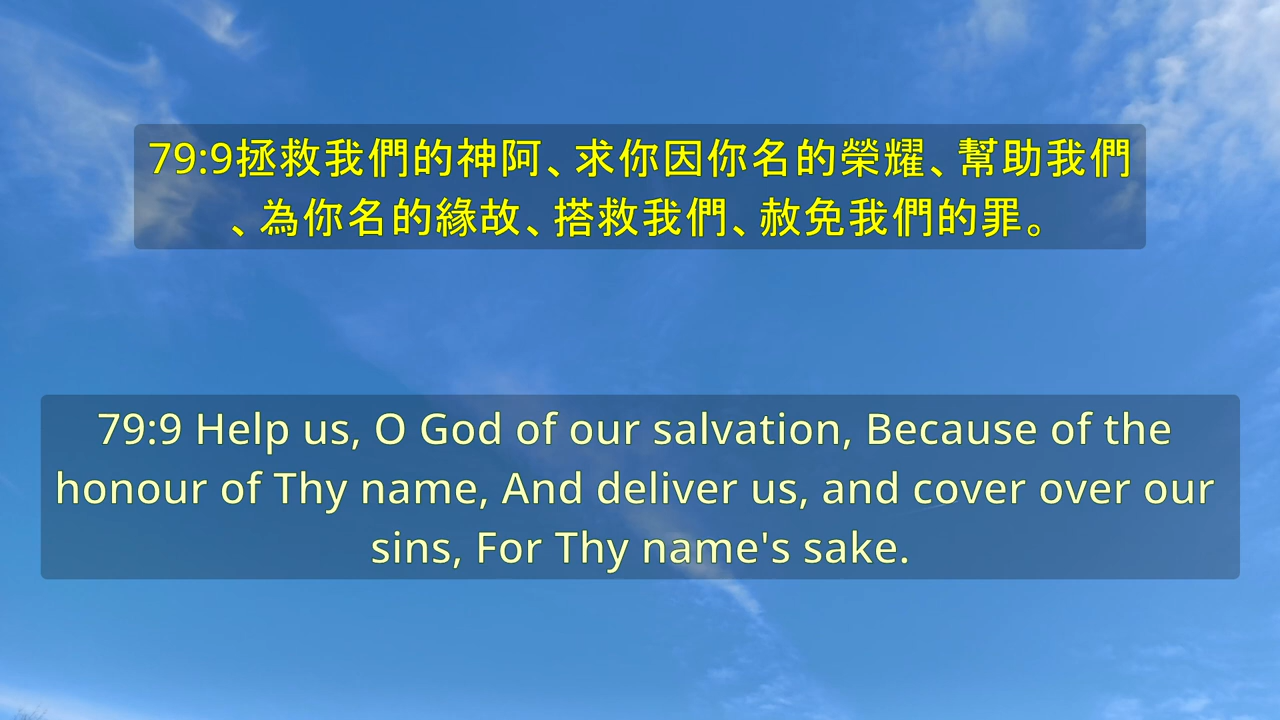 79:9拯救我們的神阿、求你因你名的榮耀、幫助我們
、為你名的緣故、搭救我們、赦免我們的罪。
79:9 Help us, O God of our salvation, Because of the
honour of Thy name, And deliver us, and cover over our
sins, For Thy name's sake.